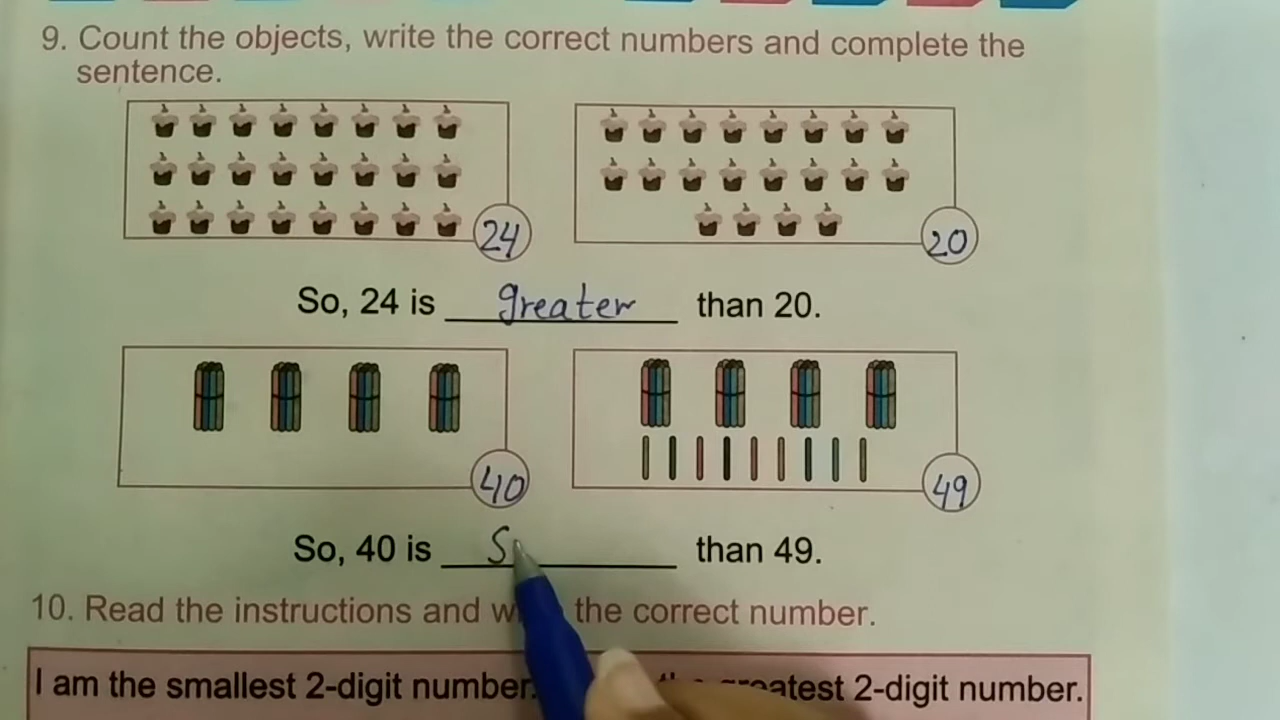 9. Count the objects, write the correct numbers and complete the
sentence.
24
20
So, 24 is greater than 20.
40
49
So, 40 is S than 49.
10. Read the instructions and the correct number.
I am the smallest 2-digit number. 2-digit number.